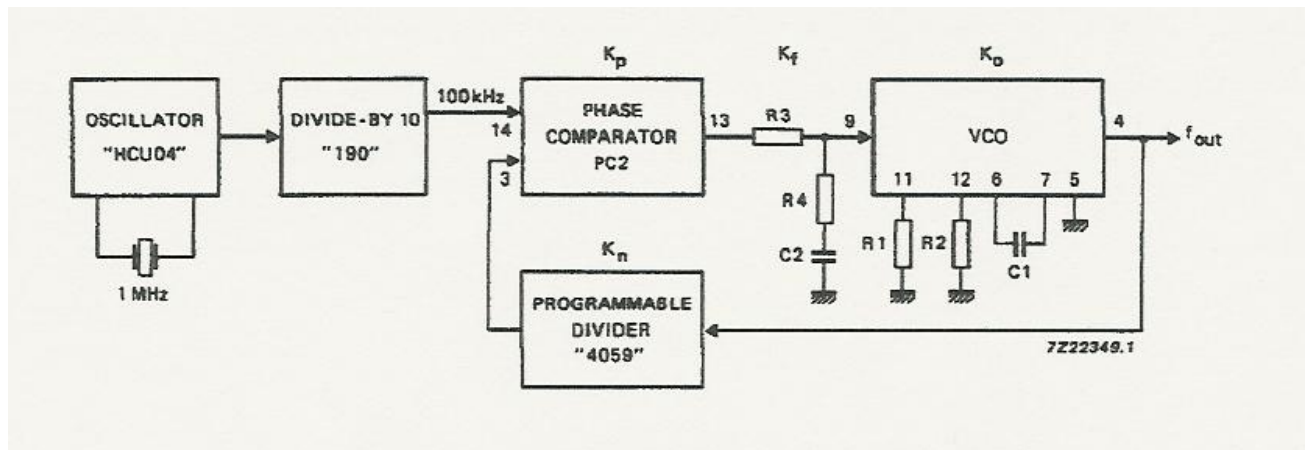 Kp
Kf
Ko
OSCILLATOR
"HCU04"
DIVIDE-BY 10
"190"
100kHz
14
3
PHASE
COMPARATOR
PC2
13
R3
9
VCO
4
fout
11
12
6
7
5
R4
C2
R1
R2
C1
1 MHz
Kn
PROGRAMMABLE
DIVIDER
"4059"
7Z22349.1